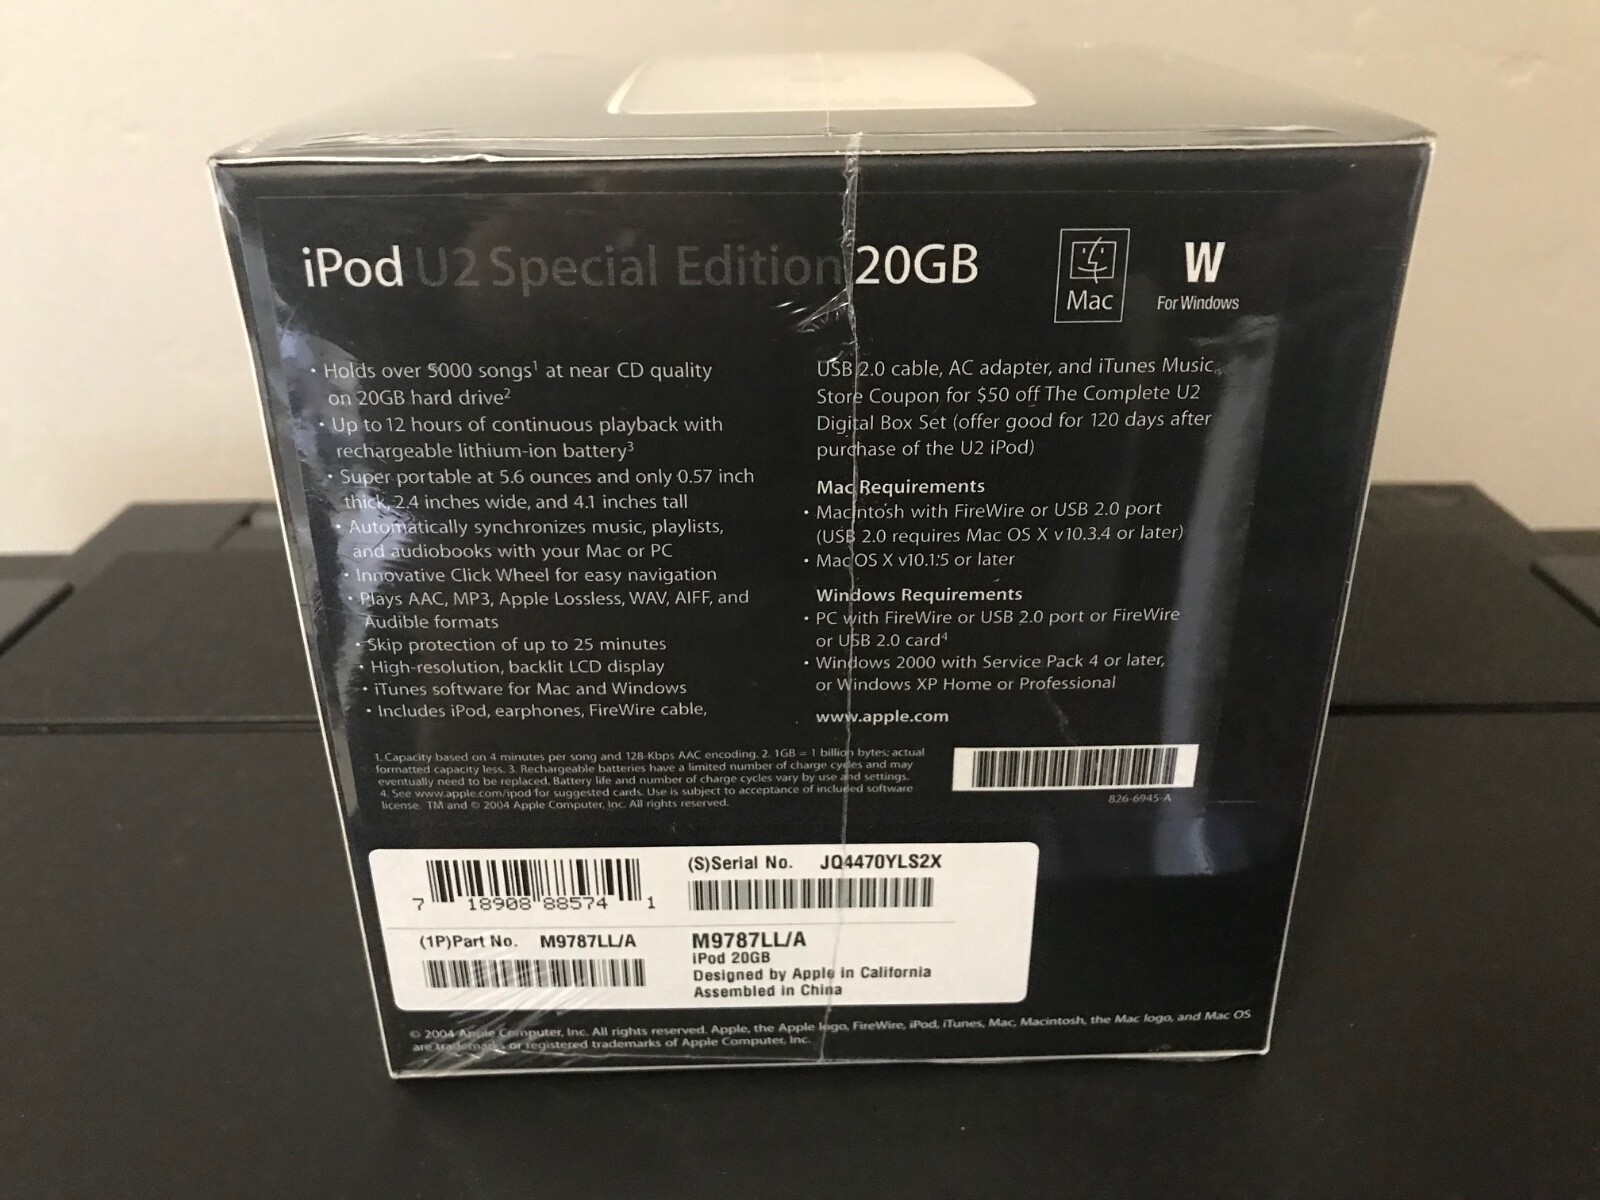 iPod U2 Special Edition 20GB
Mac
W
For Windows
• Holds over 5000 songs1 at near CD quality
on 20GB hard drive2
• Up to 12 hours of continuous playback with
rechargeable lithium-ion battery3
• Super portable at 5.6 ounces and only 0.57 inch
thick, 2.4 inches wide, and 4.1 inches tall
• Automatically synchronizes music, playlists,
and audiobooks with your Mac or PC
• Innovative Click Wheel for easy navigation
• Plays AAC, MP3, Apple Lossless, WAV, AIFF, and
Audible formats
• Skip protection of up to 25 minutes
• High-resolution, backlit LCD display
• iTunes software for Mac and Windows
• Includes iPod, earphones, FireWire cable,
USB 2.0 cable, AC adapter, and iTunes Music
Store Coupon for $50 off The Complete U2
Digital Box Set (offer good for 120 days after
purchase of the U2 iPod)
Mac Requirements
• Macintosh with FireWire or USB 2.0 port
(USB 2.0 requires Mac OS X v10.3.4 or later)
• Mac OS X v10.1.5 or later
Windows Requirements
• PC with FireWire or USB 2.0 port or FireWire
or USB 2.0 card4
• Windows 2000 with Service Pack 4 or later,
or Windows XP Home or Professional
www.apple.com
1. Capacity based on 4 minutes per song and 128-Kbps AAC encoding. 2. 1GB = 1 billion bytes; actual
formatted capacity less. 3. Rechargeable batteries have a limited number of charge cycles and may
eventually need to be replaced. Battery life and number of charge cycles vary by use and settings.
4. See www.apple.com/ipod for suggested cards. Use is subject to acceptance of included software
license. TM and © 2004 Apple Computer, Inc. All rights reserved.
826-6945-A
7 18908 88574 1
(S)Serial No. JQ4470YLS2X
(1P)Part No. M9787LL/A
M9787LL/A
iPod 20GB
Designed by Apple in California
Assembled in China
© 2004 Apple Computer, Inc. All rights reserved. Apple, the Apple logo, FireWire, iPod, iTunes, Mac, Macintosh, the Mac logo, and Mac OS
are trademarks or registered trademarks of Apple Computer, Inc.